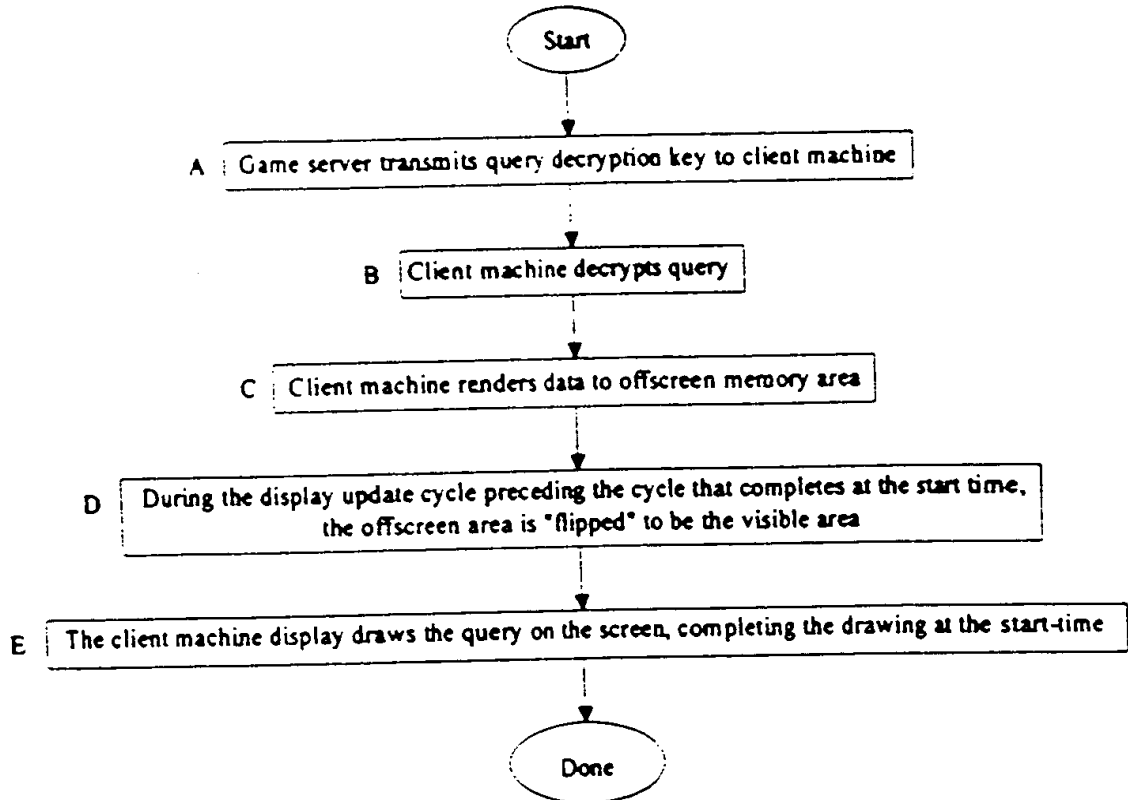 Start
A Game server transmits query decryption key to client machine
B Client machine decrypts query
C Client machine renders data to offscreen memory area
D During the display update cycle preceding the cycle that completes at the start time,
the offscreen area is "flipped" to be the visible area
E The client machine display draws the query on the screen, completing the drawing at the start-time
Done